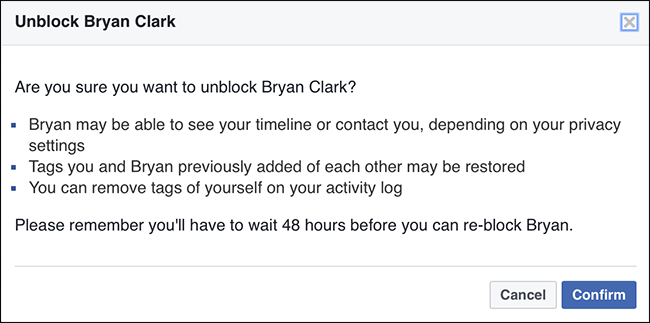 Unblock Bryan Clark
Are you sure you want to unblock Bryan Clark?
Bryan may be able to see your timeline or contact you, depending on your privacy
settings
Tags you and Bryan previously added of each other may be restored
You can remove tags of yourself on your activity log
Please remember you'll have to wait 48 hours before you can re-block Bryan.
Cancel Confirm